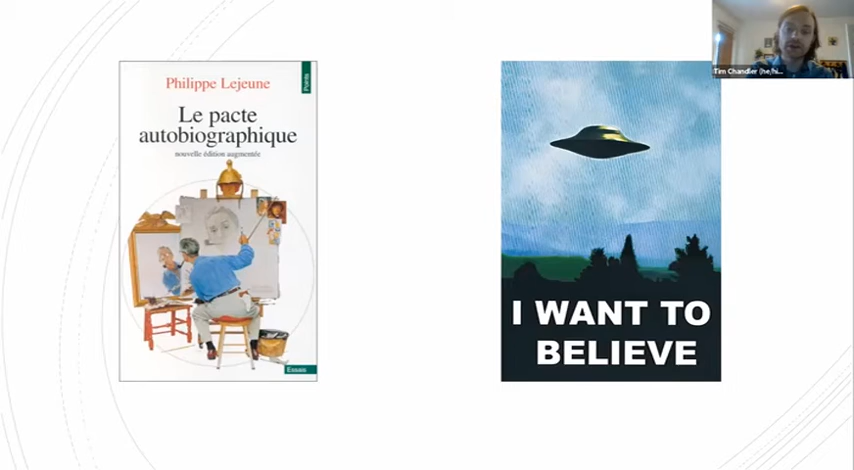 Tim Chandler (he/hi...
Philippe Lejeune
Points
Le pacte
autobiographique
nouvelle édition augmentée
Essais
I WANT TO
BELIEVE